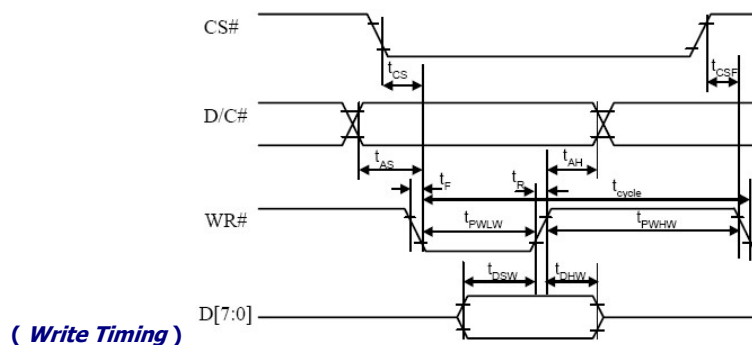 CS#
tCS
tCSF
D/C#
tAS
tAH
tF
tR
tcycle
WR#
tPWLW
tPWHW
tDSW
tDHW
D[7:0]
( Write Timing )